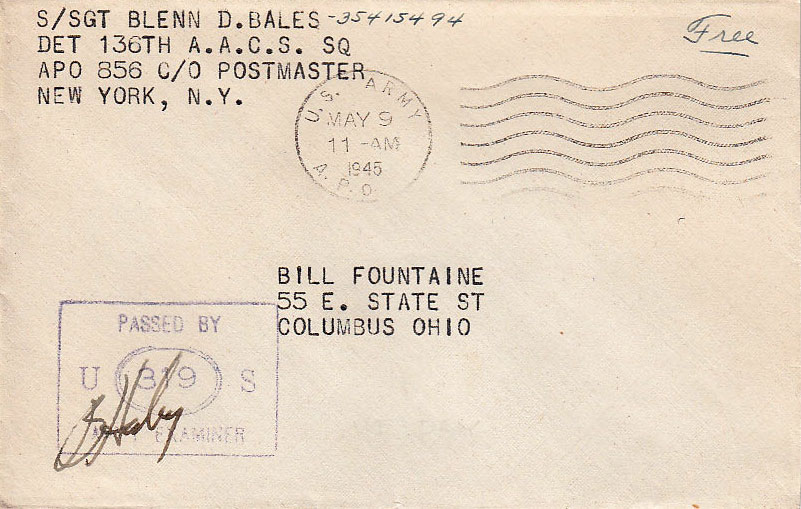 S/SGT BLENN D.BALES -35415494
DET 136TH A.A.C.S. SQ
APO 856 C/O POSTMASTER
NEW YORK, N.Y.
Free
U.S. ARMY
MAY 9
11 -AM
1945
A.P.O.
BILL FOUNTAINE
55 E. STATE ST
COLUMBUS OHIO
PASSED BY
U 319 S
EXAMINER